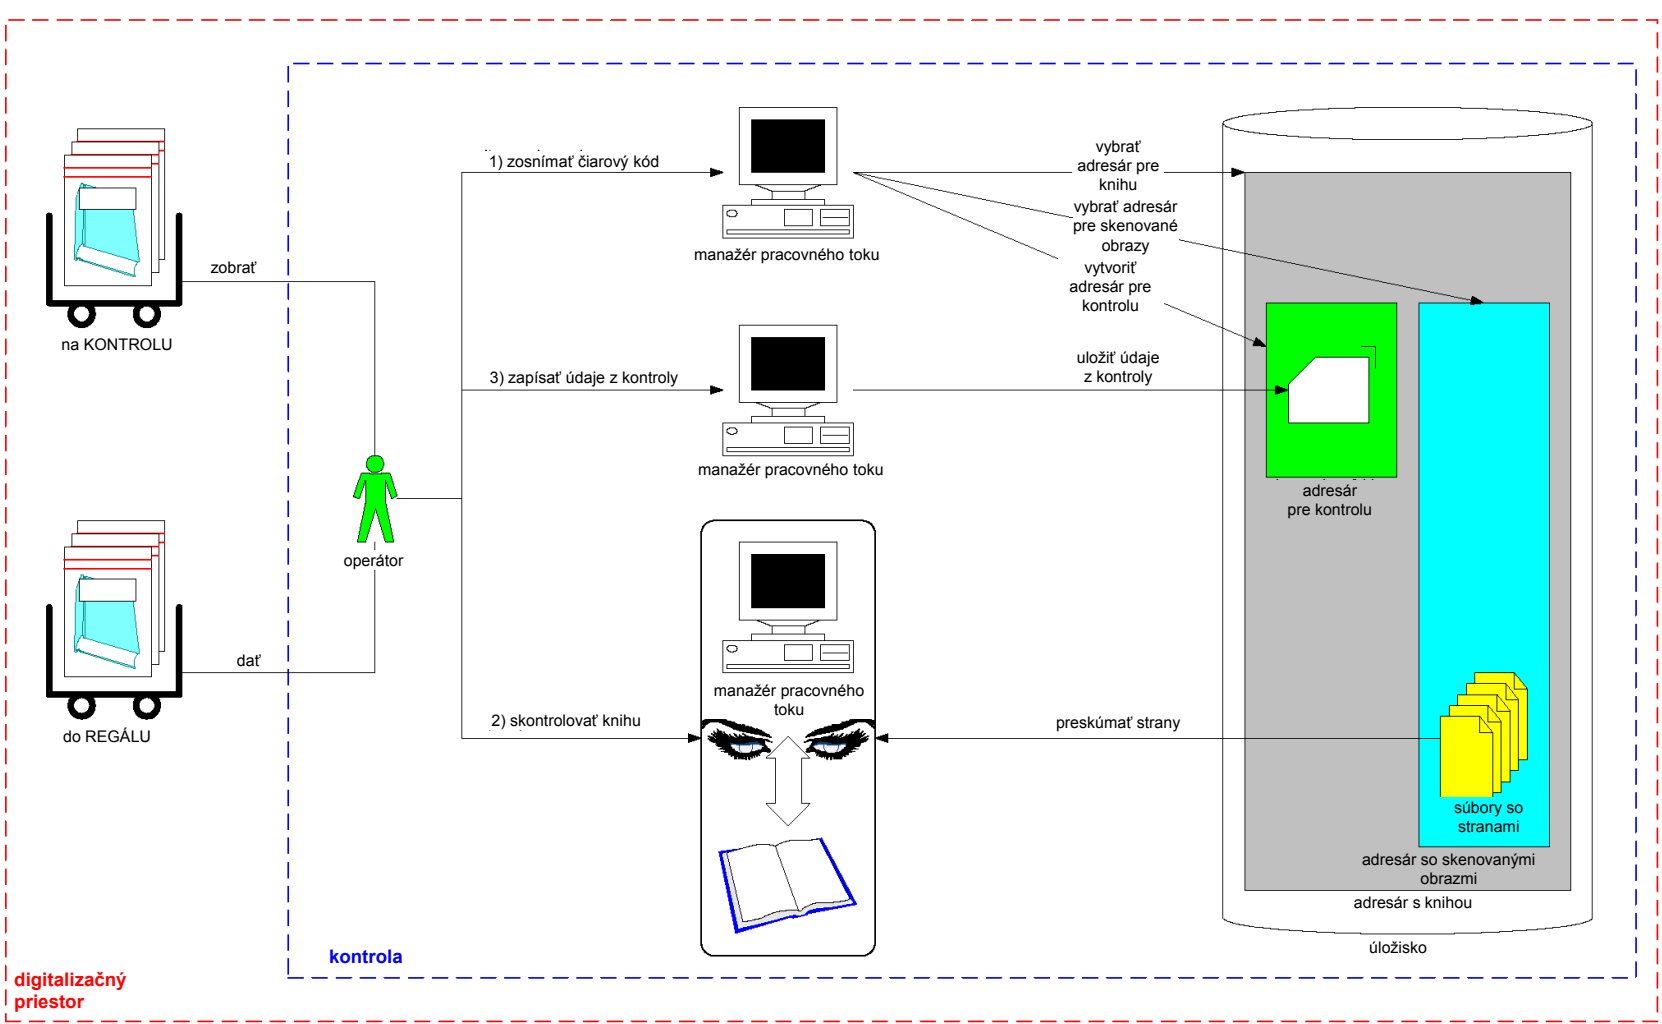 1) zosnímať čiarový kód
manažér pracovného toku
vybrať
adresár pre
knihu
vybrať adresár
pre skenované
obrazy
vytvoriť
adresár pre
kontrolu
zobrať
na KONTROLU
3) zapísať údaje z kontroly
manažér pracovného toku
uložiť údaje
z kontroly
adresár
pre kontrolu
operátor
dať
do REGÁLU
manažér pracovného
toku
2) skontrolovať knihu
preskúmať strany
súbory so
stranami
adresár so skenovanými
obrazmi
adresár s knihou
úložisko
kontrola
digitalizačný
priestor